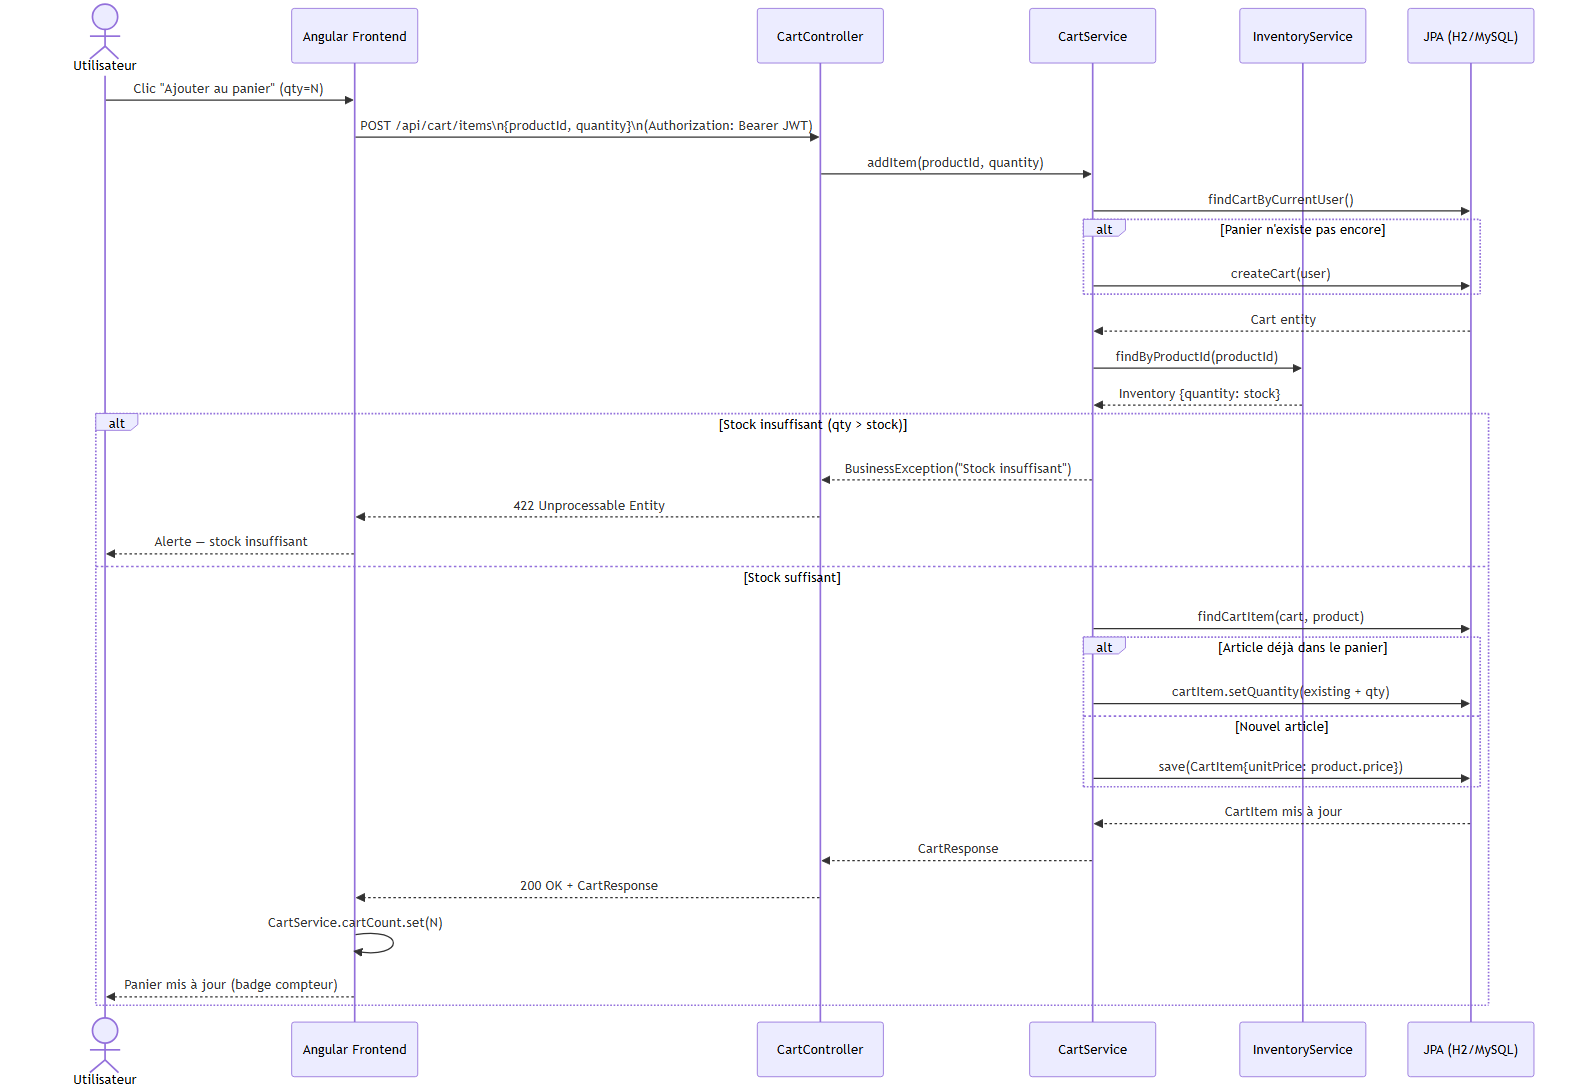 Utilisateur
Angular Frontend
CartController
CartService
InventoryService
JPA (H2/MySQL)
Clic "Ajouter au panier" (qty=N)
POST /api/cart/items\n{productId, quantity}\n(Authorization: Bearer JWT)
addItem(productId, quantity)
findCartByCurrentUser()
alt
[Panier n'existe pas encore]
createCart(user)
Cart entity
findByProductId(productId)
Inventory {quantity: stock}
alt
[Stock insuffisant (qty > stock)]
BusinessException("Stock insuffisant")
422 Unprocessable Entity
Alerte — stock insuffisant
[Stock suffisant]
findCartItem(cart, product)
alt
[Article déjà dans le panier]
cartItem.setQuantity(existing + qty)
[Nouvel article]
save(CartItem{unitPrice: product.price})
CartItem mis à jour
CartResponse
200 OK + CartResponse
CartService.cartCount.set(N)
Panier mis à jour (badge compteur)
Utilisateur
Angular Frontend
CartController
CartService
InventoryService
JPA (H2/MySQL)